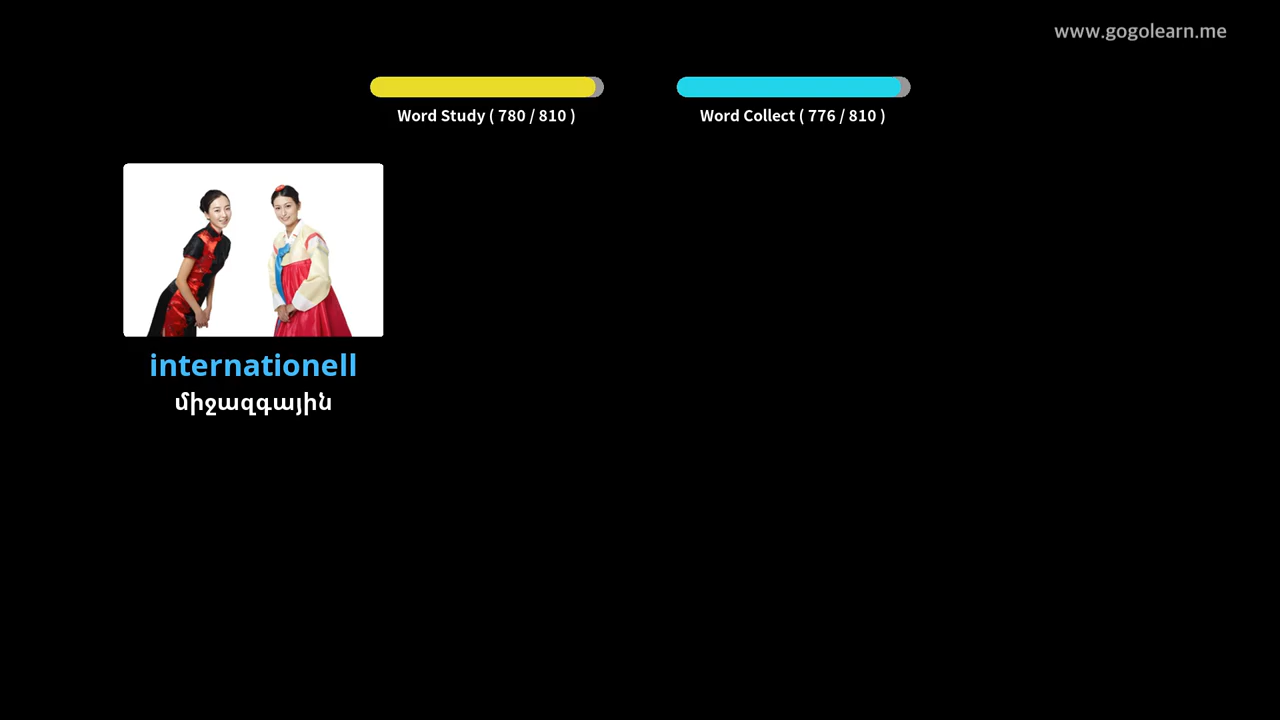 www.gogolearn.me
Word Study ( 780 / 810 )
Word Collect ( 776 / 810 )
internationell
միջազգային